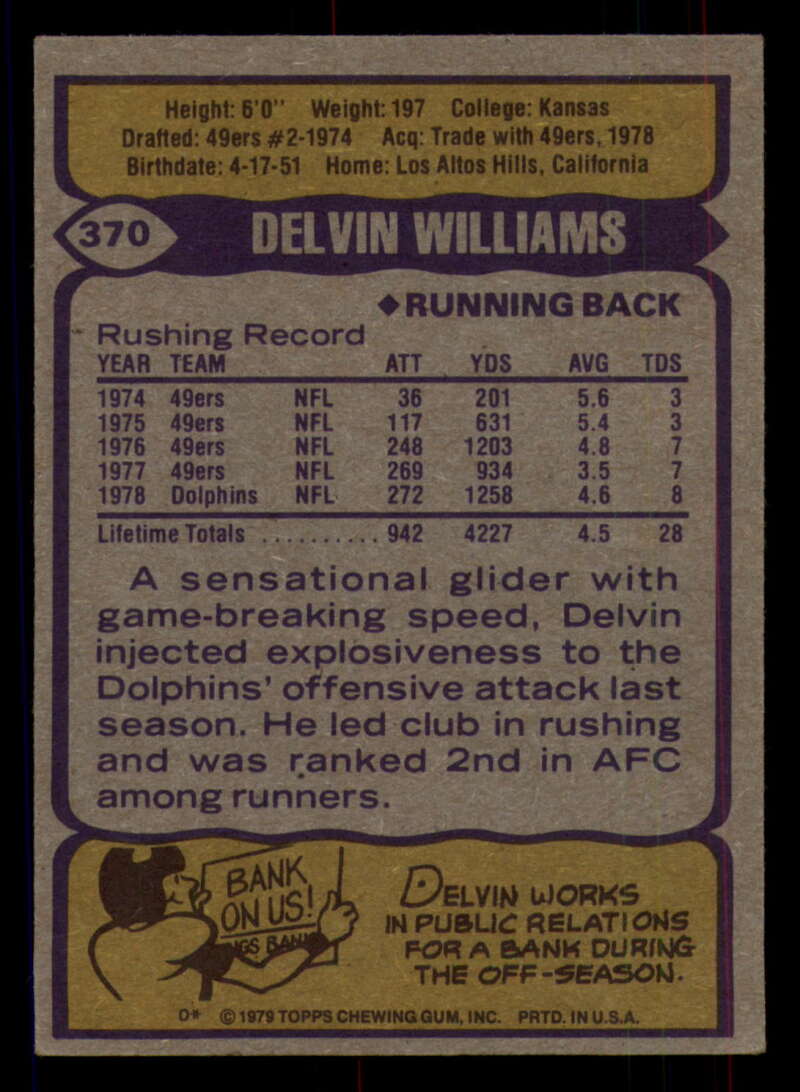 Height: 6'0" Weight: 197 College: Kansas
Drafted: 49ers #2-1974 Acq: Trade with 49ers, 1978
Birthdate: 4-17-51 Home: Los Altos Hills, California
370 DELVIN WILLIAMS
◆RUNNING BACK
Rushing Record
YEAR TEAM ATT YDS AVG TDS
1974 49ers NFL 36 201 5.6 3
1975 49ers NFL 117 631 5.4 3
1976 49ers NFL 248 1203 4.8 7
1977 49ers NFL 269 934 3.5 7
1978 Dolphins NFL 272 1258 4.6 8
Lifetime Totals .......... 942 4227 4.5 28
A sensational glider with
game-breaking speed, Delvin
injected explosiveness to the
Dolphins' offensive attack last
season. He led club in rushing
and was ranked 2nd in AFC
among runners.
BANK
ON US!
NGS BANK
DELVIN WORKS
IN PUBLIC RELATIONS
FOR A BANK DURING
THE OFF-SEASON.
D* © 1979 TOPPS CHEWING GUM, INC. PRTD. IN U.S.A.